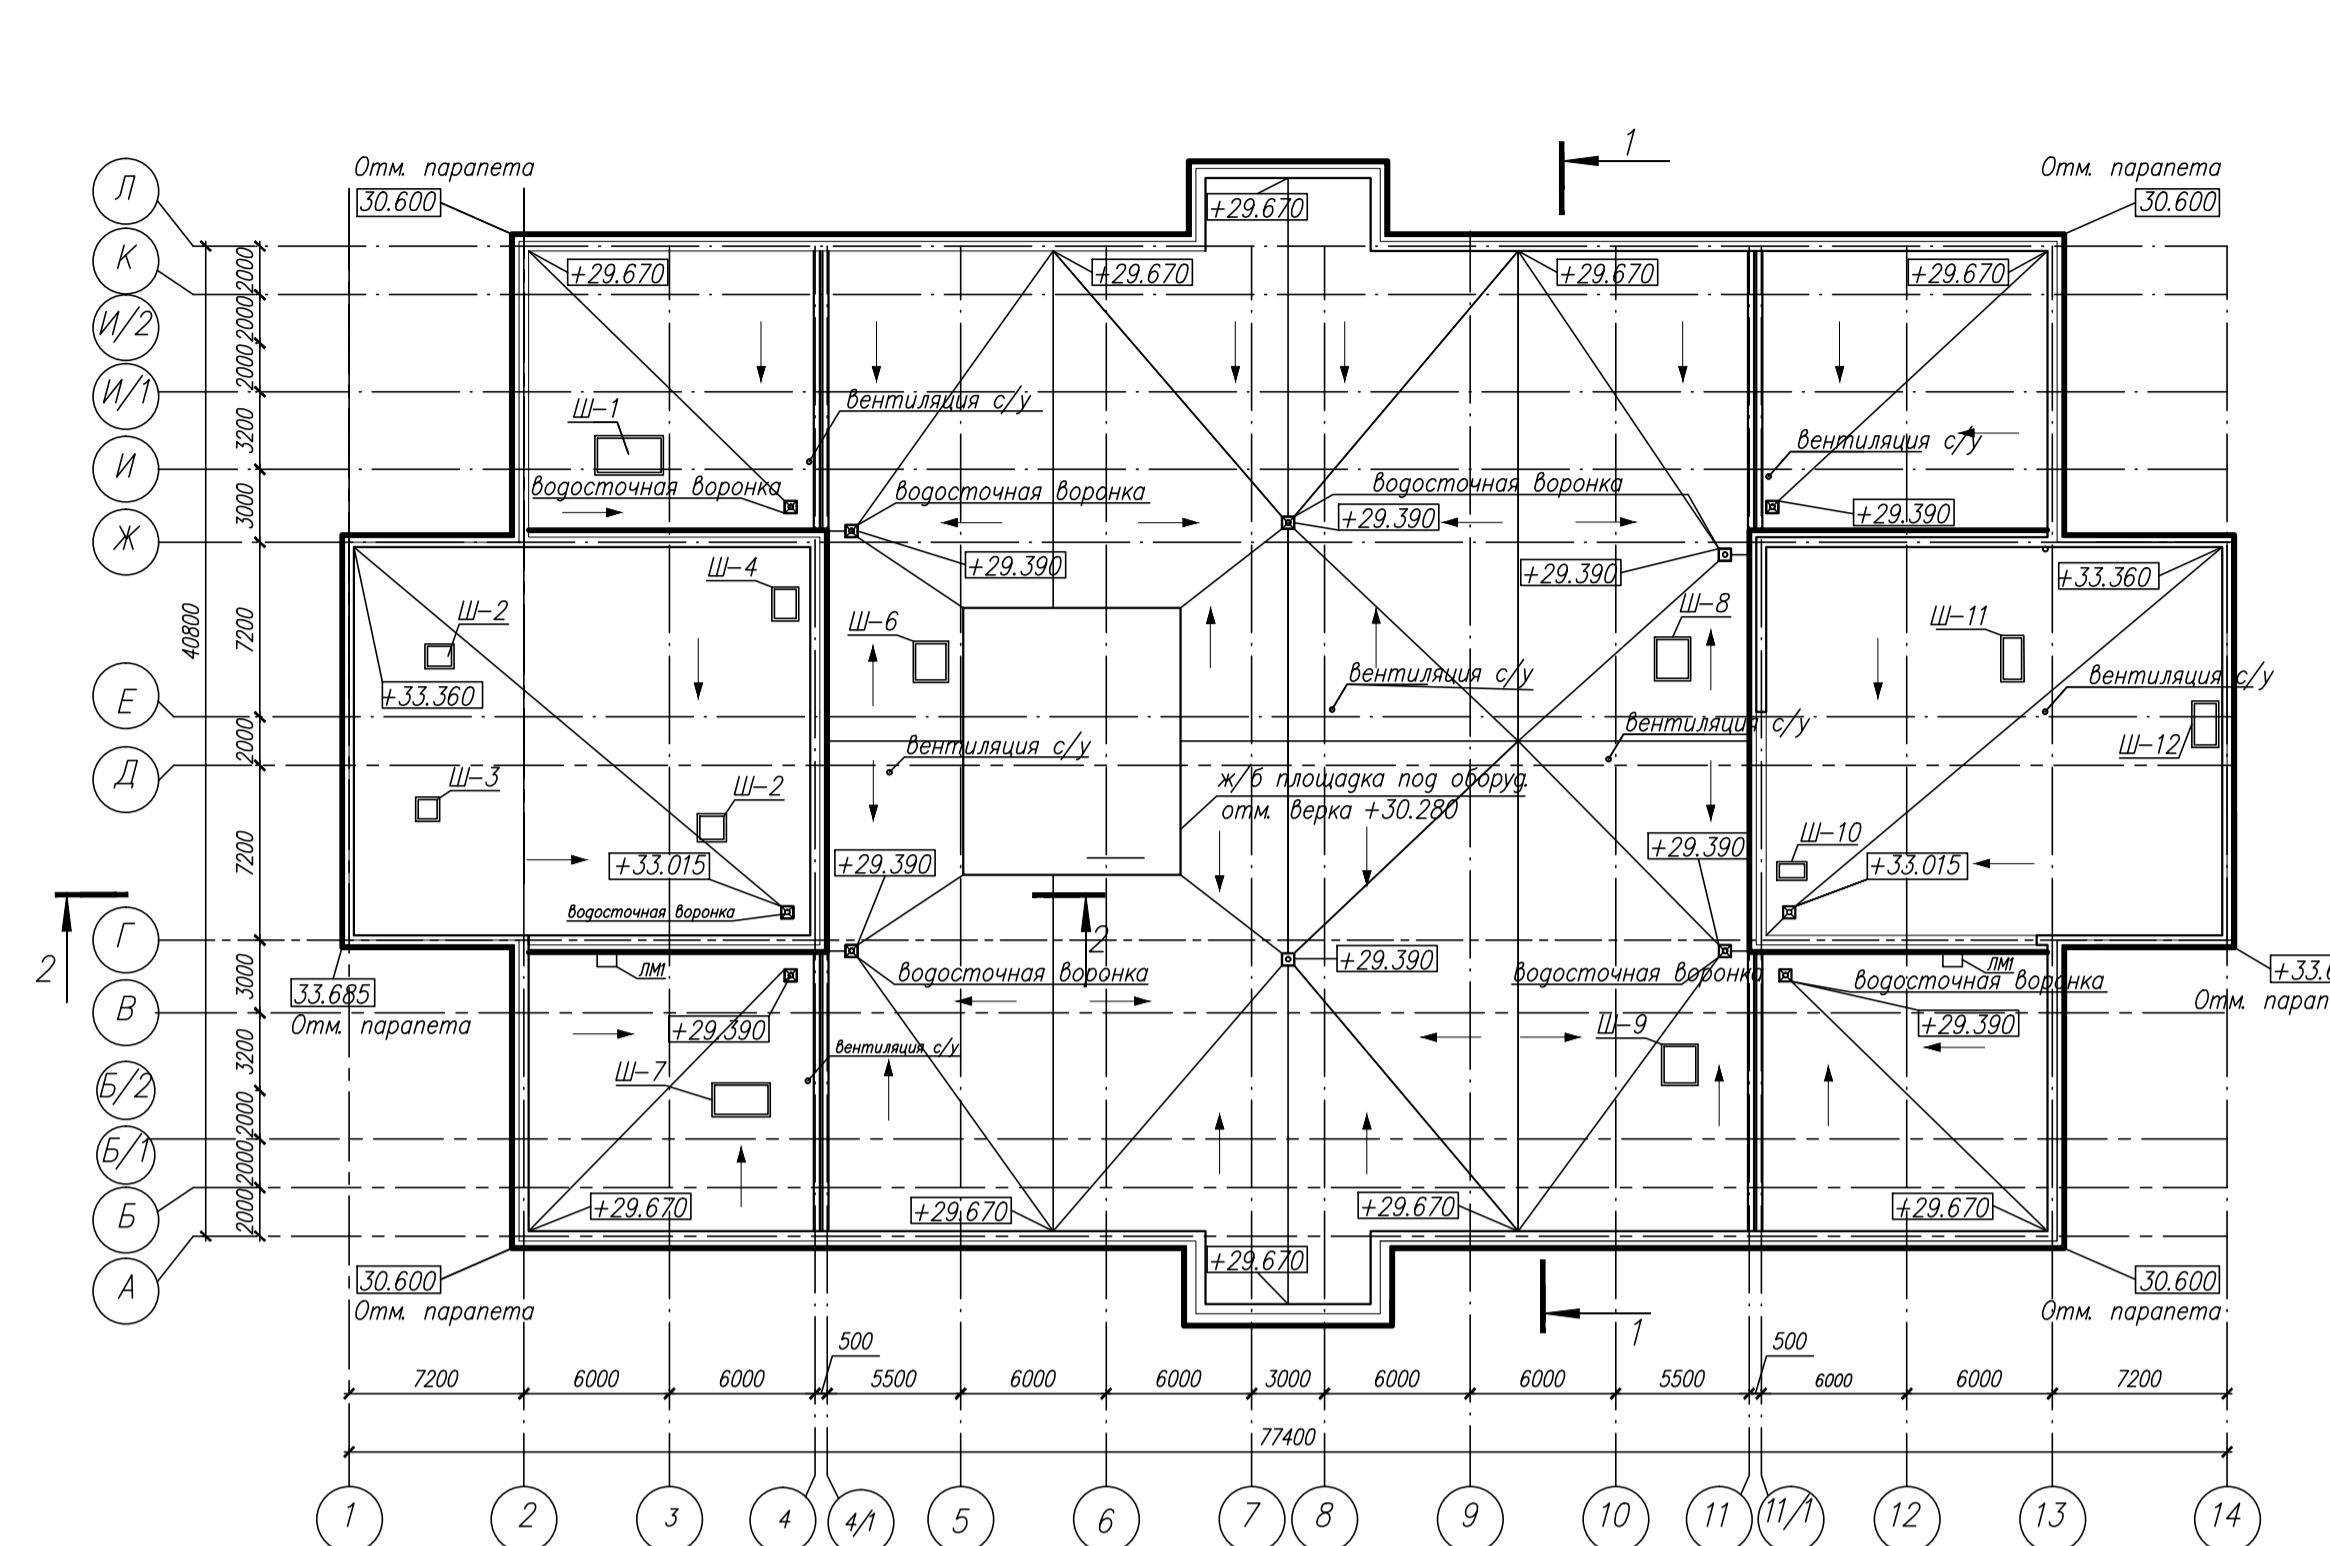 1
Отм. парапета
30.600
Отм. парапета
30.600
Л
К
И/2
И/1
И
Ж
Е
Д
Г
В
Б/2
Б/1
Б
А
2000
2000
2000
3200
3000
7200
2000
7200
3000
3200
2000
2000
2000
40800
+29.670
+29.670
+29.670
+29.670
+29.670
вентиляция с/у
Ш-1
вентиляция с/у
водосточная воронка
водосточная воронка
водосточная воронка
+29.390
+29.390
+29.390
+29.390
Ш-4
Ш-2
+33.360
Ш-6
Ш-8
Ш-11
+33.360
вентиляция с/у
вентиляция с/у
вентиляция с/у
вентиляция с/у
Ш-12
Ш-3
Ш-2
ж/б площадка под оборуд.
отм. верка +30.280
+33.015
водосточная воронка
+29.390
+29.390
Ш-10
+33.015
2
2
ЛМ1
водосточная воронка
+29.390
водосточная воронка
ЛМ1
водосточная воронка
33.685
Отм. парапета
+29.390
вентиляция с/у
Ш-7
Ш-9
+29.390
+29.670
+29.670
+29.670
+29.670
+29.670
30.600
Отм. парапета
30.600
Отм. парапета
1
500
500
7200
6000
6000
5500
6000
6000
3000
6000
6000
5500
6000
6000
7200
77400
1
2
3
4
4/1
5
6
7
8
9
10
11
11/1
12
13
14